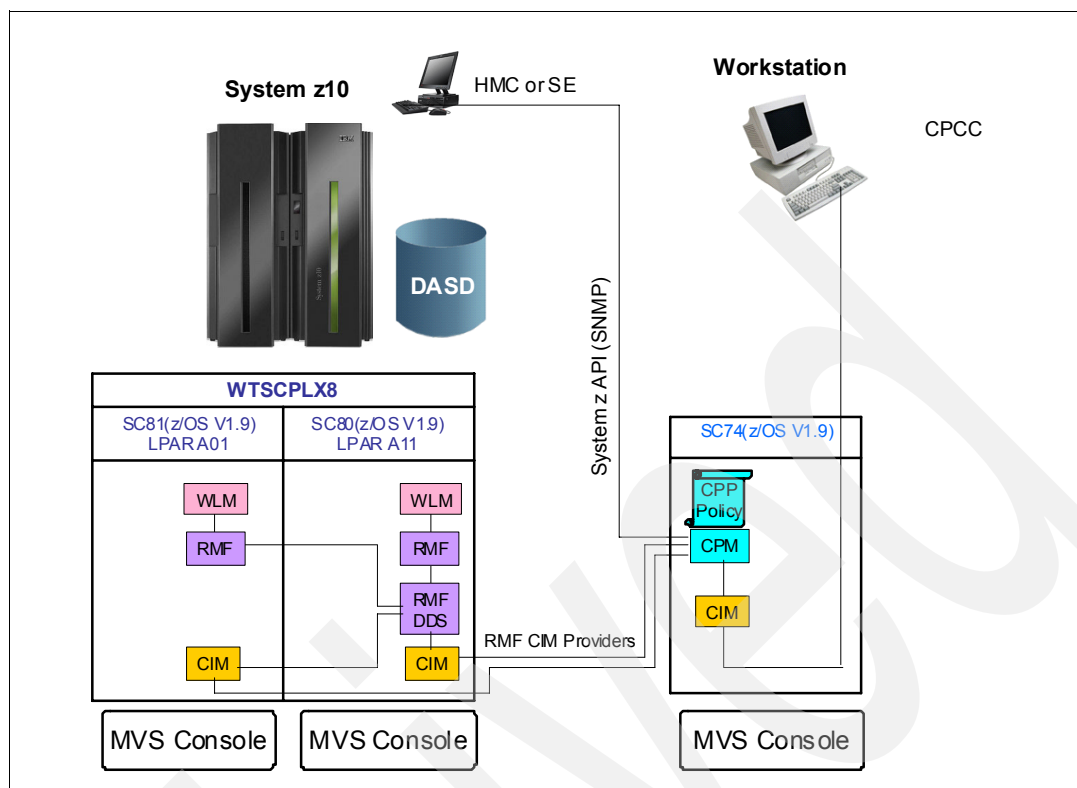 System z10
HMC or SE
Workstation
CPCC
System z10
DASD
System z API (SNMP)
WTSCPLX8
SC81(z/OS V1.9)
LPAR A01
SC80(z/OS V1.9)
LPAR A11
SC74(z/OS V1.9)
WLM
RMF
CIM
WLM
RMF
RMF
DDS
CIM
RMF CIM Providers
CPP
Policy
CPM
CIM
MVS Console
MVS Console
MVS Console